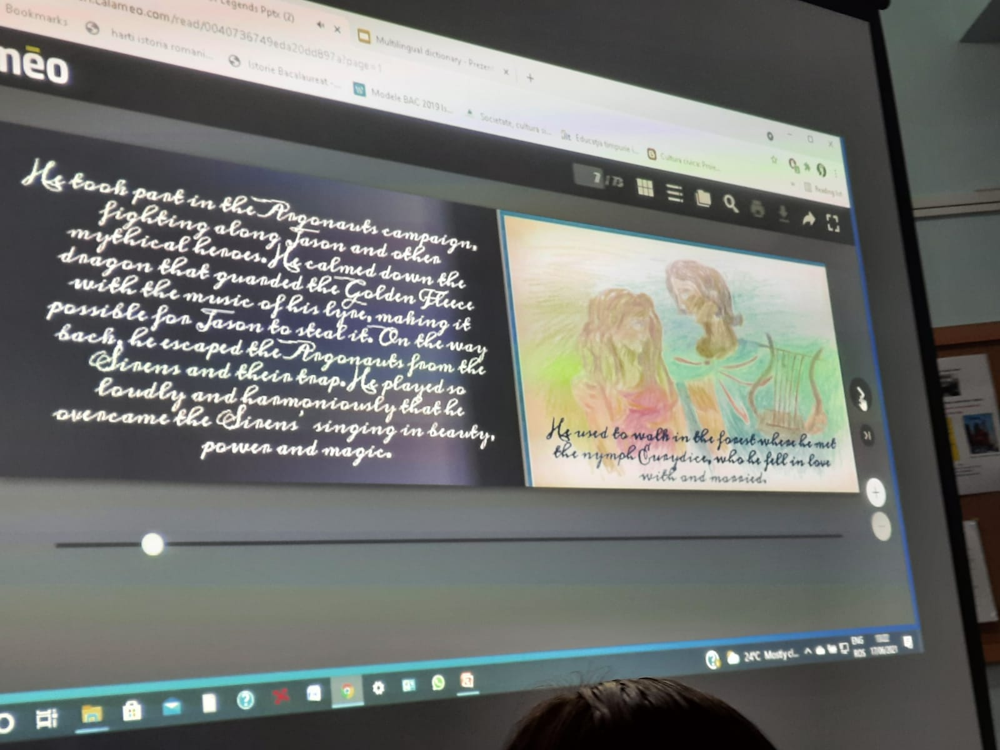 Legends Pptx (2)
Multilingual dictionary - Prezen
calameo.com/read/0040736749eda20dd897a?page=1
Bookmarks
harti istoria romani...
Istorie Bacalaureat -...
Modele BAC 2019 Is...
Societate, cultura si...
Educația timpurie i...
Cultura civica: Proie...
Reading list
méo
7 / 73
He took part in the Argonauts campaign,
fighting along Jason and other
mythical heroes. He calmed down the
dragon that guarded the Golden Fleece
with the music of his lyre, making it
possible for Jason to steal it. On the way
back, he escaped the Argonauts from the
Sirens and their trap. He played so
loudly and harmoniously that he
overcame the Sirens' singing in beauty,
power and magic.
He used to walk in the forest where he met
the nymph Eurydice, who he fell in love
with and married.
24°C Mostly cl...
ENG
ROS
17/06/2021